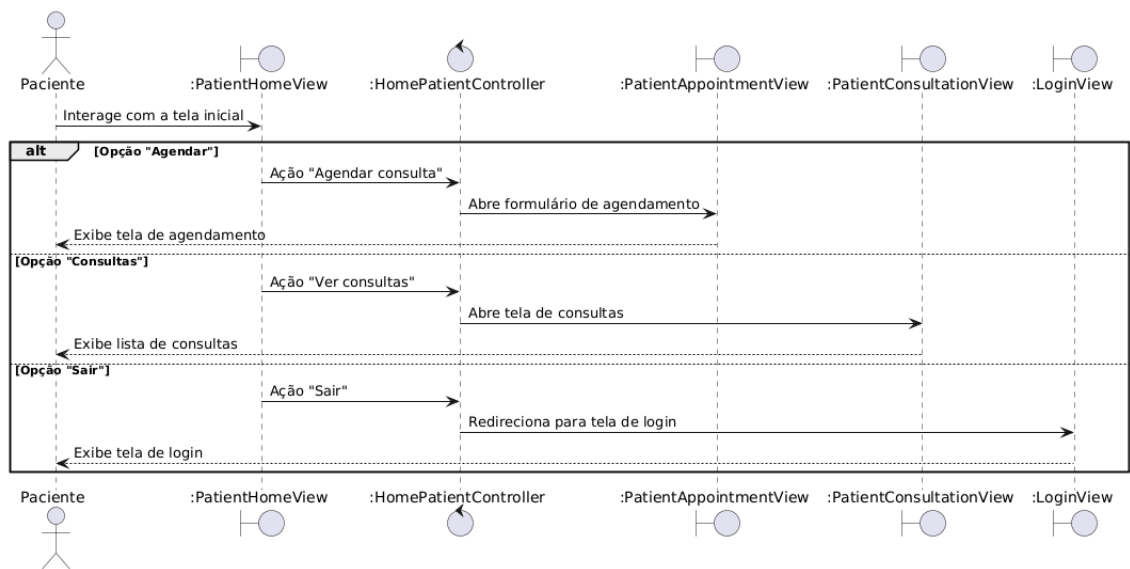 Paciente :PatientHomeView :HomePatientController :PatientAppointmentView :PatientConsultationView :LoginView
Interage com a tela inicial
alt [Opção "Agendar"]
Ação "Agendar consulta"
Abre formulário de agendamento
Exibe tela de agendamento
[Opção "Consultas"]
Ação "Ver consultas"
Abre tela de consultas
Exibe lista de consultas
[Opção "Sair"]
Ação "Sair"
Redireciona para tela de login
Exibe tela de login
Paciente :PatientHomeView :HomePatientController :PatientAppointmentView :PatientConsultationView :LoginView